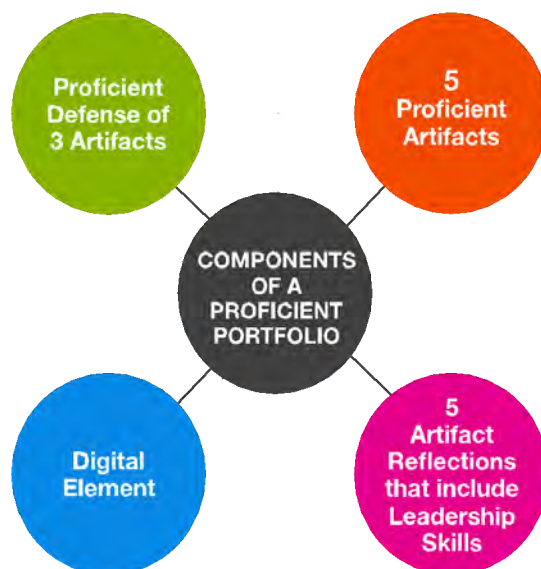 Proficient
Defense of
3 Artifacts
5
Proficient
Artifacts
COMPONENTS
OF A
PROFICIENT
PORTFOLIO
Digital
Element
5
Artifact
Reflections
that include
Leadership
Skills